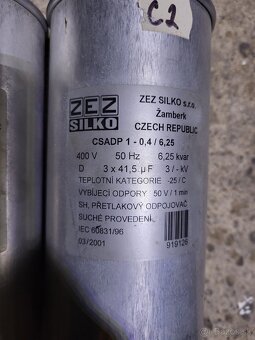 C2
ZEZ
SILKO
ZEZ SILKO s.r.o.
Žamberk
CZECH REPUBLIC
CSADP 1 - 0,4 / 6,25
400 V 50 Hz 6,25 kvar
D 3 x 41,5 µF 3 / - kV
TEPLOTNÍ KATEGORIE -25 / C
VYBÍJECÍ ODPORY 50 V / 1 min
SH, PŘETLAKOVÝ ODPOJOVAČ
SUCHÉ PROVEDENÍ
IEC 60831/96
03 / 2001
919126